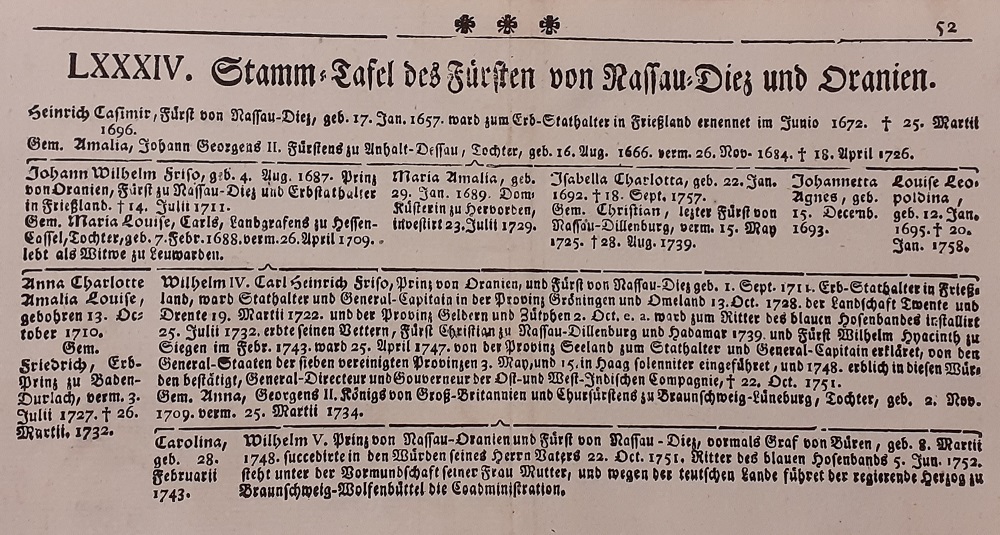 52
LXXXIV. Stamm-Tafel des Fürsten von Nassau-Diez und Oranien.
Heinrich Casimir, Fürst von Nassau-Diez, geb. 17. Jan. 1657. ward zum Erb-Stathalter in Frießland ernennet im Junio 1672. † 25. Martii
1696.
Gem. Amalia, Johann Georgens II. Fürstens zu Anhalt-Dessau, Tochter, geb. 16. Aug. 1666. verm. 26. Nov. 1684. † 18. April 1726.
Johann Wilhelm Friso, geb. 4. Aug. 1687. Prinz
von Oranien, Fürst zu Nassau-Diez und Erbstathalter
in Frießland. † 14. Julii 1711.
Gem. Maria Louise, Carls, Landgrafens zu Hessen-
Cassel, Tochter, geb. 7. Febr. 1688. verm. 26. April 1709.
lebt als Witwe zu Leuwarden.
Maria Amalia, geb.
29. Jan. 1689. Dom-
Küsterin zu Hervorden,
investirt 23. Julii 1729.
Isabella Charlotta, geb. 22. Jan.
1692. † 18. Sept. 1757.
Gem. Christian, lezter Fürst von
Nassau-Dillenburg, verm. 15. May
1725. † 28. Aug. 1739.
Johannetta
Agnes, geb.
15. Decemb.
1693.
Louise Leo-
poldina,
geb. 12. Jan.
1695. † 20.
Jan. 1758.
Anna Charlotte
Amalia Louise,
gebohren 13. Oc-
tober 1710.
Gem.
Friedrich, Erb-
Prinz zu Baden-
Durlach, verm. 3.
Julii 1727. † 26.
Martii. 1732.
Wilhelm IV. Carl Heinrich Friso, Prinz von Oranien, und Fürst von Nassau-Diez geb. 1. Sept. 1711. Erb-Stathalter in Frieß-
land, ward Stathalter und General-Capitain in der Provinz Gröningen und Omeland 13. Oct. 1728. der Landschaft Twente und
Drente 19. Martii 1722. und der Provinz Geldern und Zütphen 2. Oct. e. a. ward zum Ritter des blauen Hosenbandes installirt
25. Julii 1732. erbte seinen Vettern, Fürst Christian zu Nassau-Dillenburg und Hadamar 1739. und Fürst Wilhelm Hyacinth zu
Siegen im Febr. 1743. ward 25. April 1747. von der Provinz Seeland zum Stathalter und General-Capitain erkläret, von den
General-Staaten der sieben vereinigten Provinzen 3. May, und 15. in Haag solenniter eingeführet, und 1748. erblich in diesen Wür-
den bestätigt, General-Directeur und Gouverneur der Ost-und West-Indischen Compagnie, † 22. Oct. 1751.
Gem. Anna, Georgens II. Königs von Groß-Britannien und Churfürstens zu Braunschweig-Lüneburg, Tochter, geb. 2. Nov.
1709. verm. 25. Martii 1734.
Carolina,
geb. 28.
Februarii
1743.
Wilhelm V. Prinz von Nassau-Oranien und Fürst von Nassau-Diez, vormals Graf von Büren, geb. 8. Martii
1748. succedirte in den Würden seines Herrn Vaters 22. Oct. 1751. Ritter des blauen Hosenbands 5. Jun. 1752.
steht unter der Vormundschaft seiner Frau Mutter, und wegen der teutschen Lande führet der regierende Herzog zu
Braunschweig-Wolfenbüttel die Coadministration.